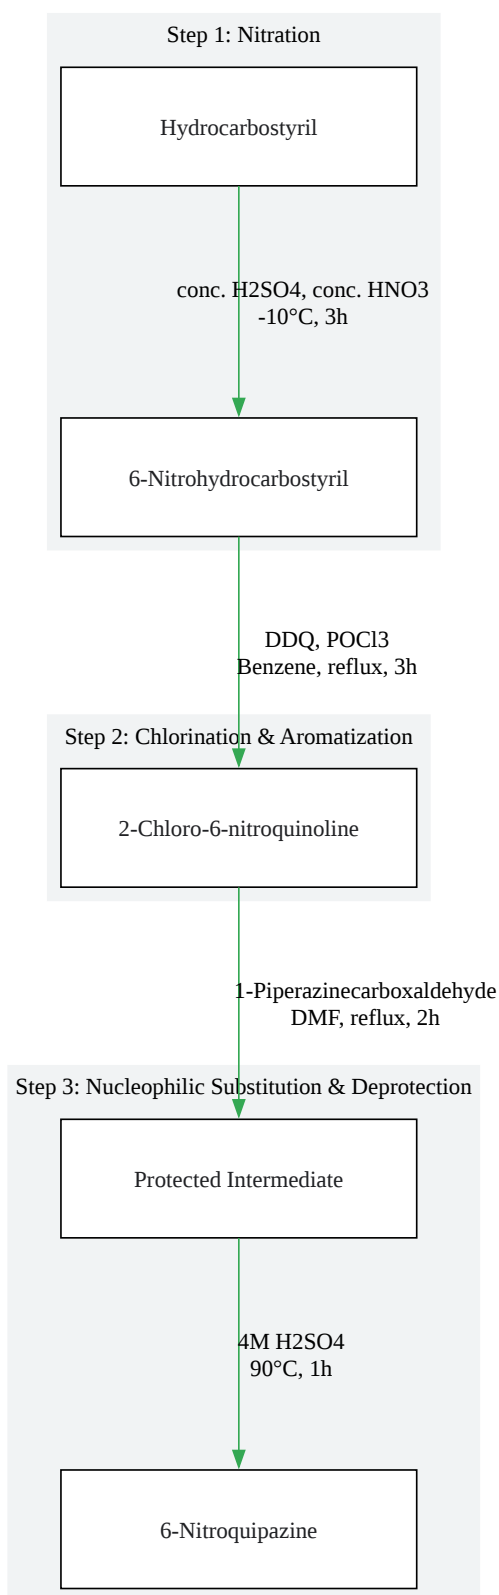 Step 1: Nitration
Hydrocarbostyril
conc. H2SO4, conc. HNO3
-10°C, 3h
6-Nitrohydrocarbostyril
DDQ, POCl3
Benzene, reflux, 3h
Step 2: Chlorination & Aromatization
2-Chloro-6-nitroquinoline
1-Piperazinecarboxaldehyde
DMF, reflux, 2h
Step 3: Nucleophilic Substitution & Deprotection
Protected Intermediate
4M H2SO4
90°C, 1h
6-Nitroquipazine